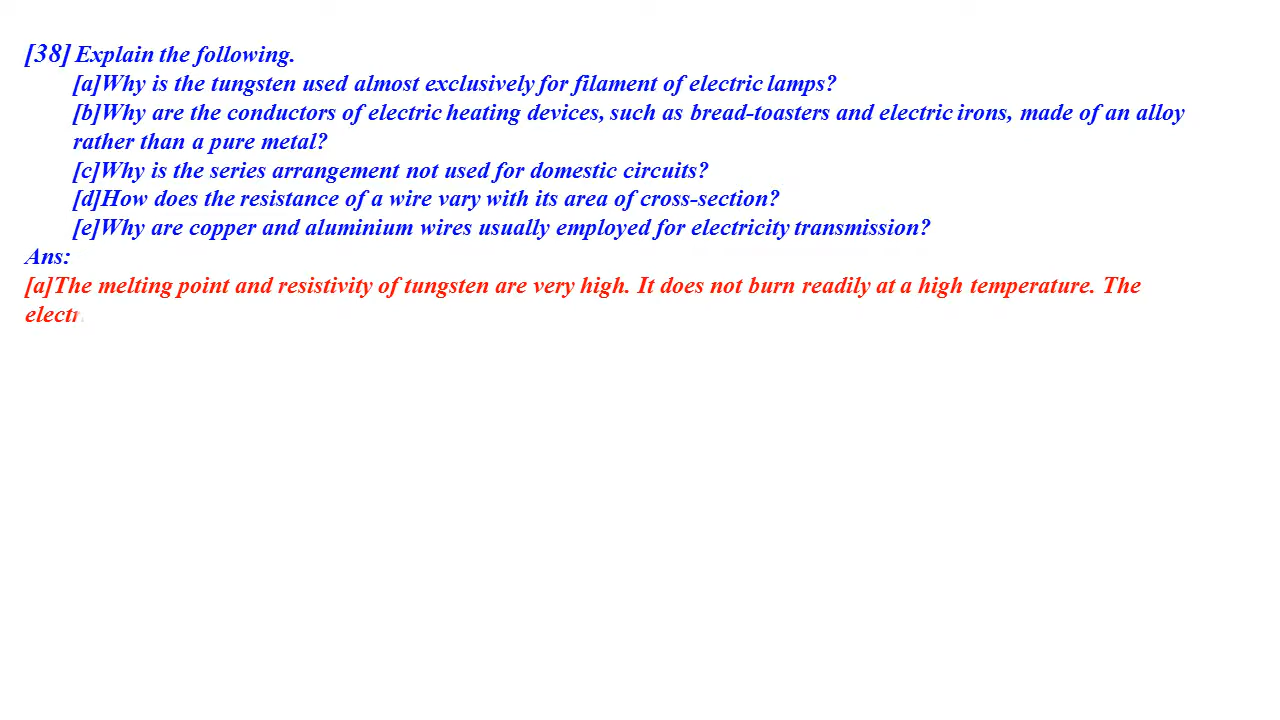 [38] Explain the following.
[a]Why is the tungsten used almost exclusively for filament of electric lamps?
[b]Why are the conductors of electric heating devices, such as bread-toasters and electric irons, made of an alloy
rather than a pure metal?
[c]Why is the series arrangement not used for domestic circuits?
[d]How does the resistance of a wire vary with its area of cross-section?
[e]Why are copper and aluminium wires usually employed for electricity transmission?
Ans:
[a]The melting point and resistivity of tungsten are very high. It does not burn readily at a high temperature. The
electr